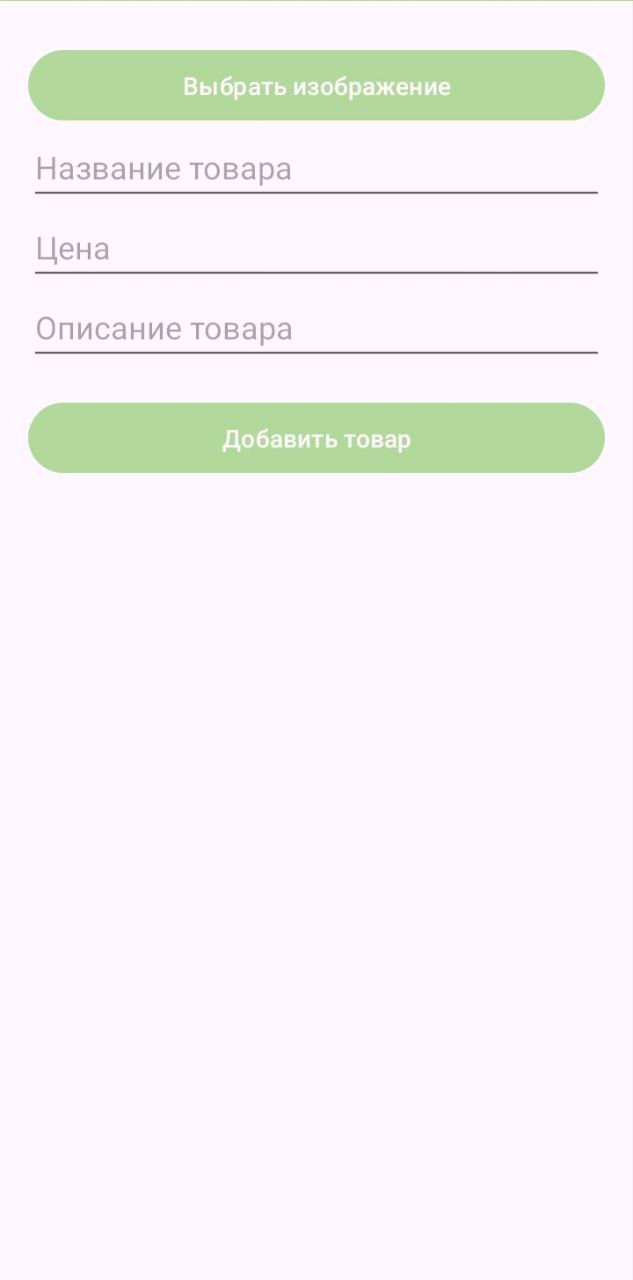 Выбрать изображение
Название товара
Цена
Описание товара
Добавить товар